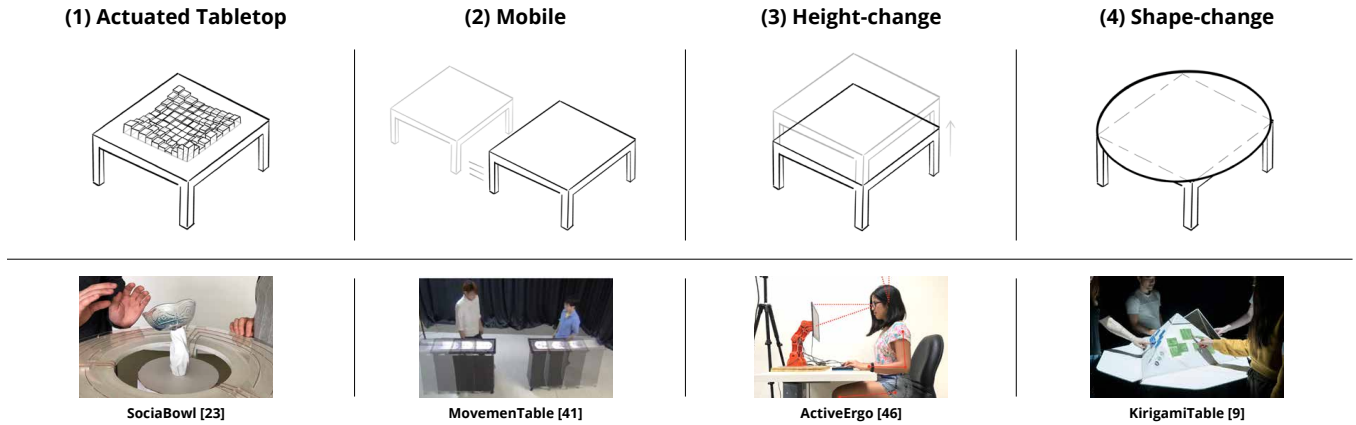 (1) Actuated Tabletop
(2) Mobile
(3) Height-change
(4) Shape-change
SociaBowl [23]
MovemenTable [41]
ActiveErgo [46]
KirigamiTable [9]